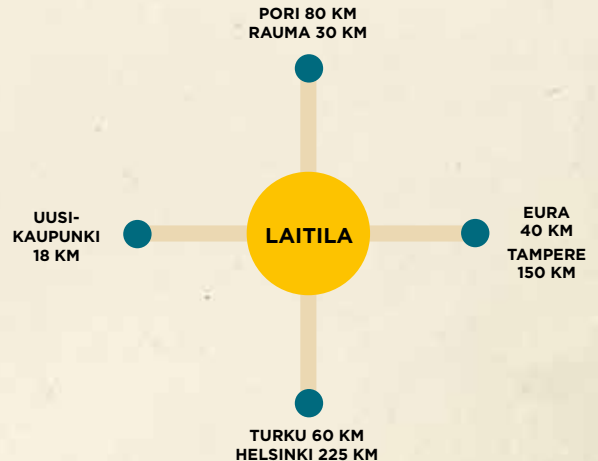 PORI 80 KM
RAUMA 30 KM
UUSI-
KAUPUNKI
18 KM
LAITILA
EURA
40 KM
TAMPERE
150 KM
TURKU 60 KM
HELSINKI 225 KM